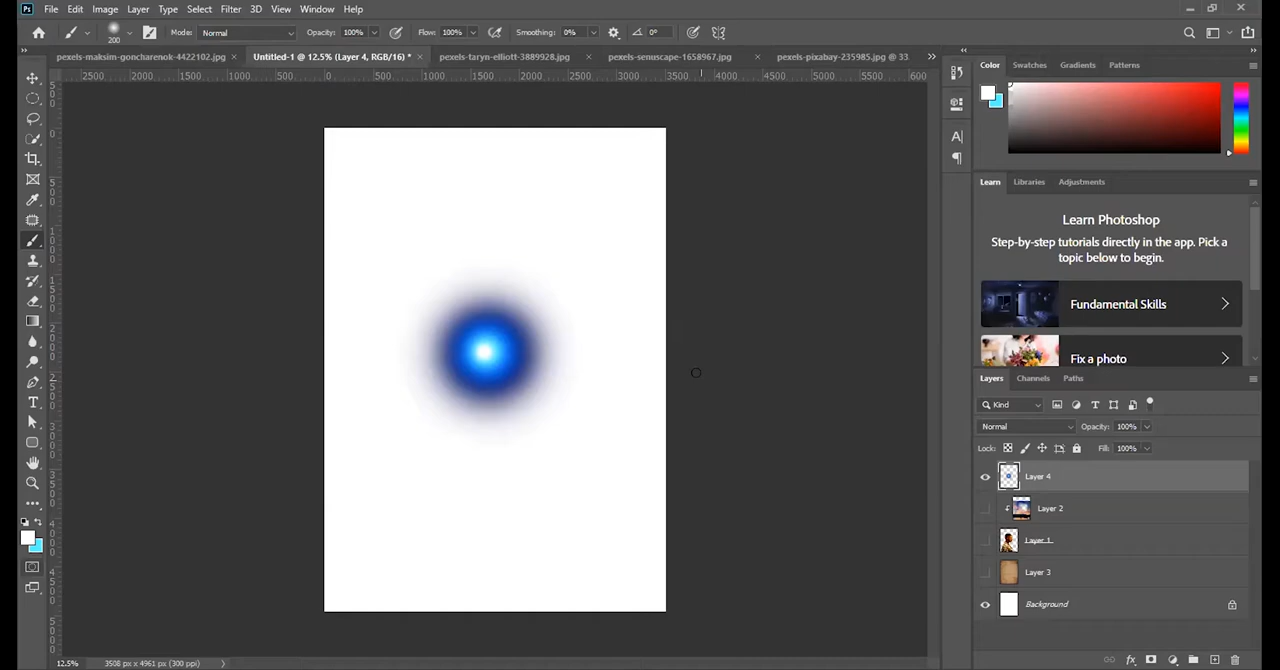 Ps File Edit Image Layer Type Select Filter 3D View Window Help
200 Mode: Normal Opacity: 100% Flow: 100% Smoothing: 0% 0°
pexels-maksim-goncharenok-4422102.jpg × Untitled-1 @ 12.5% (Layer 4, RGB/16) * × pexels-taryn-elliott-3889928.jpg × pexels-semuscape-1658967.jpg × pexels-pixabay-235985.jpg @ 33
2500 2000 1500 1000 500 0 500 1000 1500 2000 2500 3000 3500 4000 4500 5000 5500 600
Color Swatches Gradients Patterns
Learn Libraries Adjustments
Learn Photoshop
Step-by-step tutorials directly in the app. Pick a
topic below to begin.
Fundamental Skills
Fix a photo
Layers Channels Paths
Kind
Normal Opacity: 100%
Lock: Fill: 100%
Layer 4
Layer 2
Layer 1
Layer 3
Background
12.5% 3508 px x 4961 px (300 ppi)